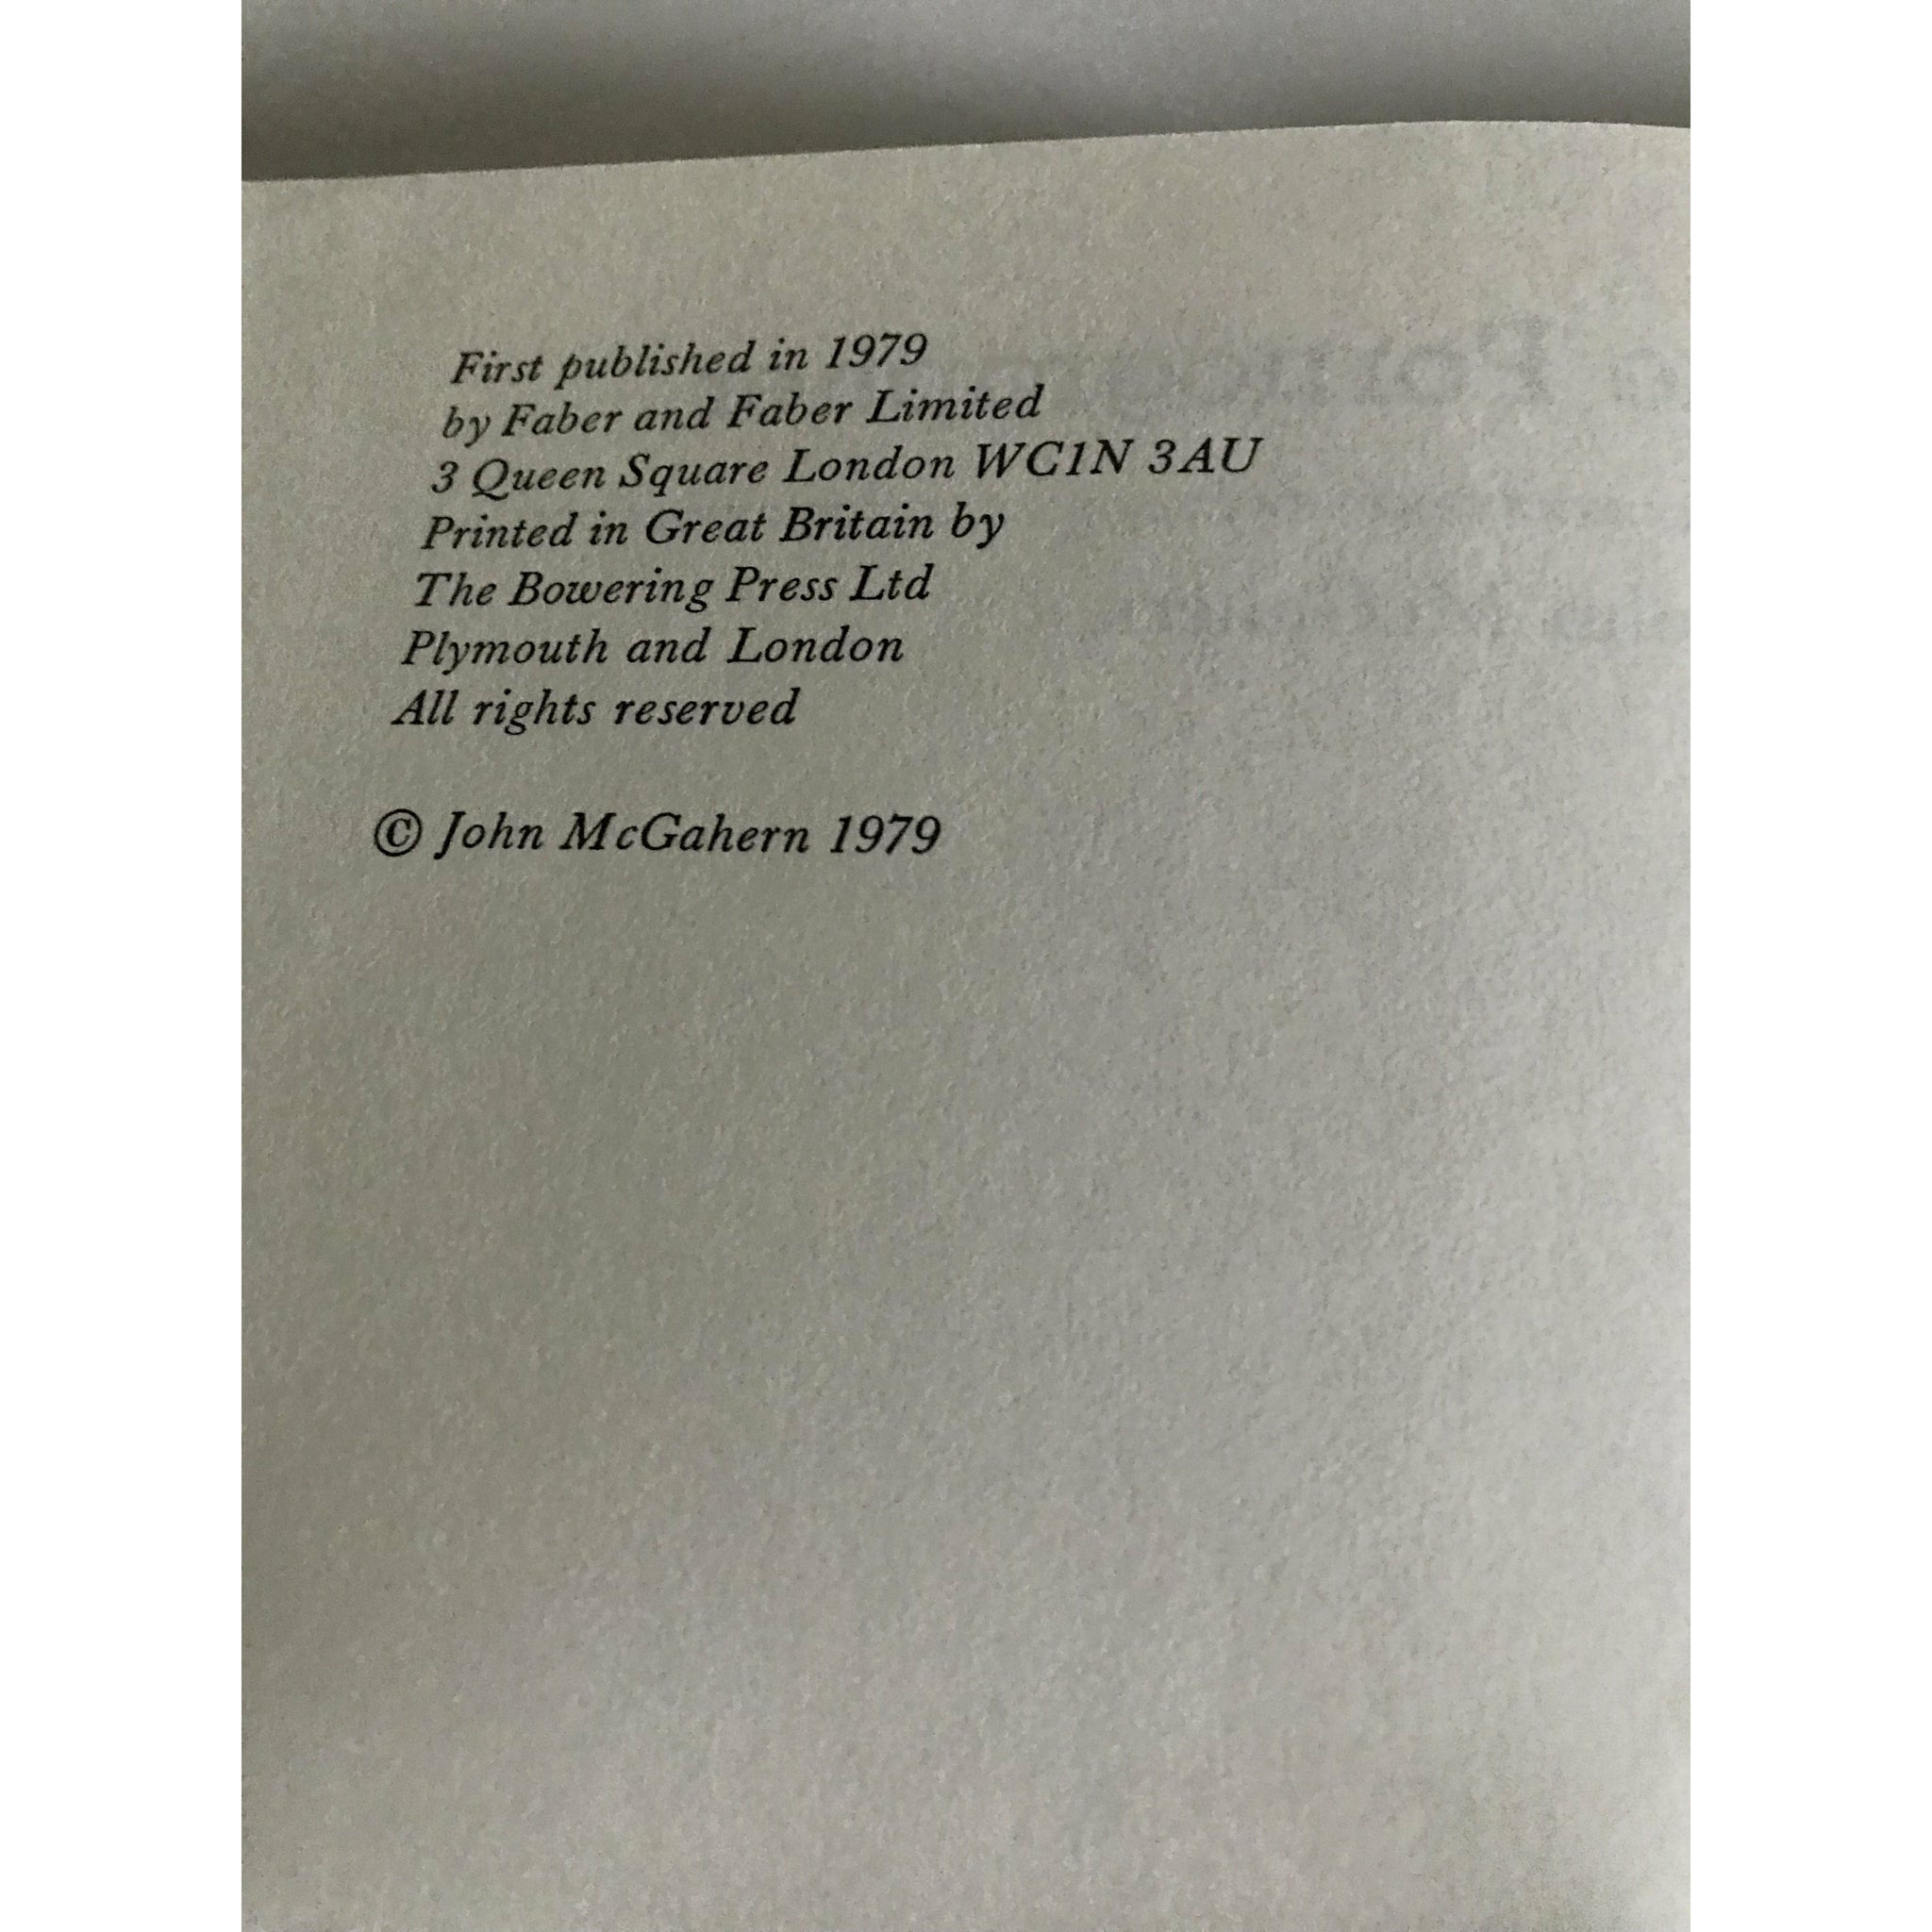 First published in 1979
by Faber and Faber Limited
3 Queen Square London WC1N 3AU
Printed in Great Britain by
The Bowering Press Ltd
Plymouth and London
All rights reserved
© John McGahern 1979